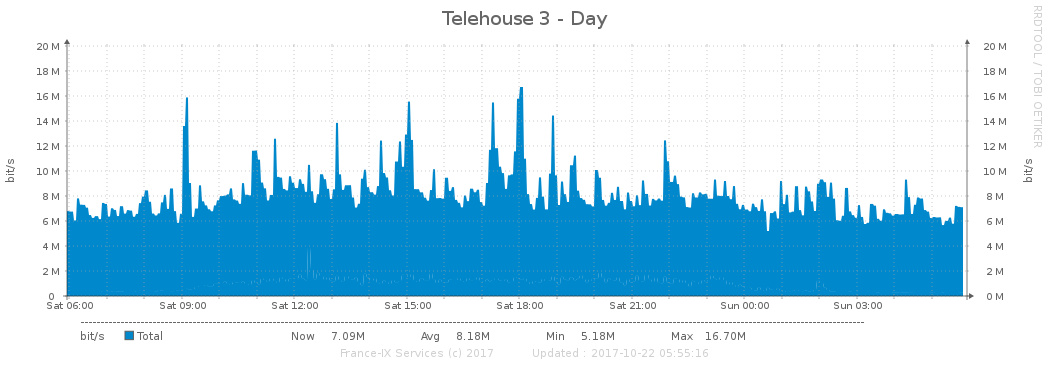 Telehouse 3 - Day
RRDTOOL / TOBI OETIKER
bit/s
20 M
18 M
16 M
14 M
12 M
10 M
8 M
6 M
4 M
2 M
0
20 M
18 M
16 M
14 M
12 M
10 M
8 M
6 M
4 M
2 M
0 M
bit/s
Sat 06:00 Sat 09:00 Sat 12:00 Sat 15:00 Sat 18:00 Sat 21:00 Sun 00:00 Sun 03:00
bit/s Total Now 7.09M Avg 8.18M Min 5.18M Max 16.70M
France-IX Services (c) 2017 Updated : 2017-10-22 05:55:16